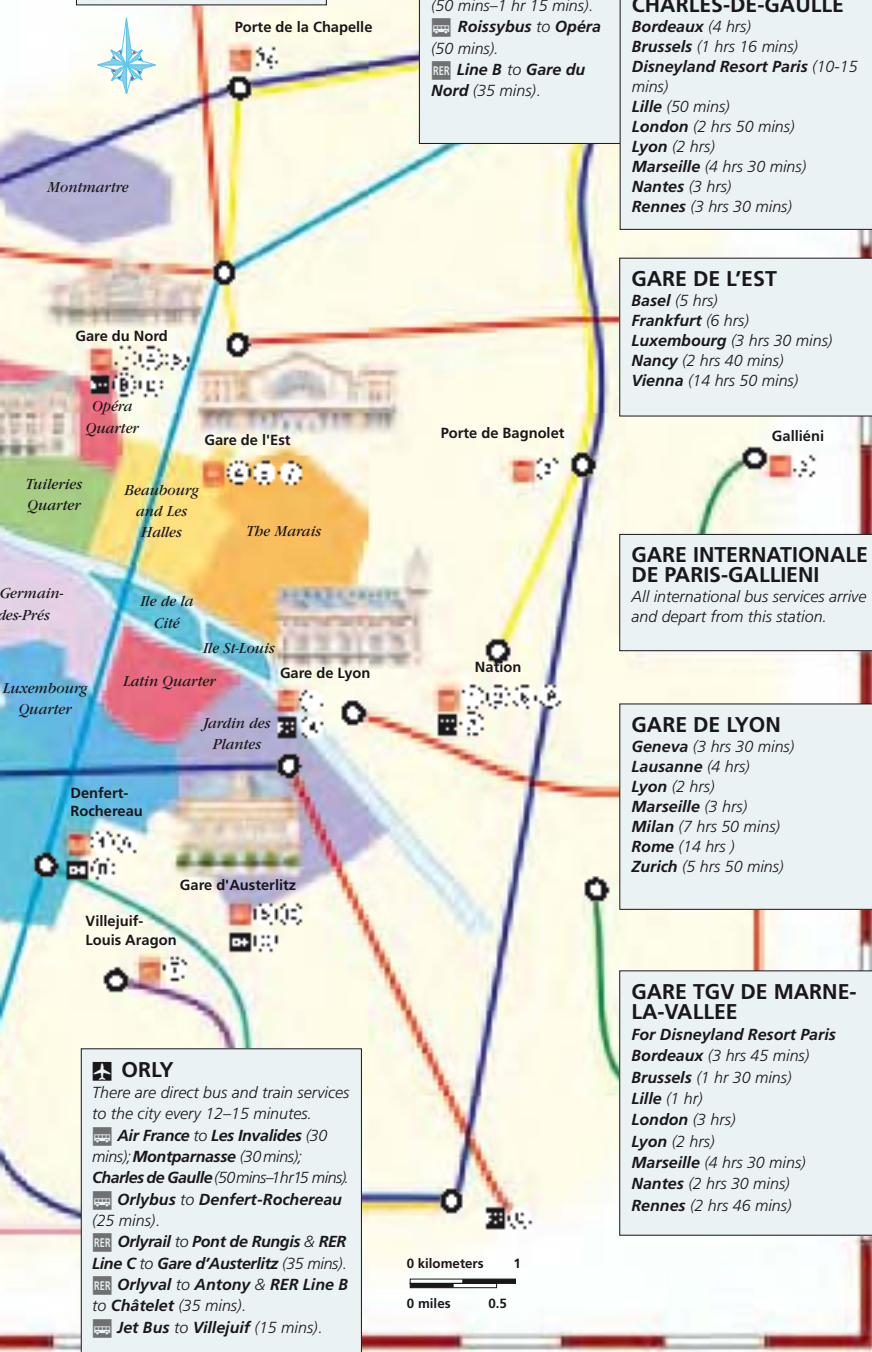 (50 mins–1 hr 15 mins).
Roissybus to Opéra
(50 mins).
RER Line B to Gare du
Nord (35 mins).
CHARLES-DE-GAULLE
Bordeaux (4 hrs)
Brussels (1 hrs 16 mins)
Disneyland Resort Paris (10-15
mins)
Lille (50 mins)
London (2 hrs 50 mins)
Lyon (2 hrs)
Marseille (4 hrs 30 mins)
Nantes (3 hrs)
Rennes (3 hrs 30 mins)
Porte de la Chapelle
Montmartre
GARE DE L'EST
Basel (5 hrs)
Frankfurt (6 hrs)
Luxembourg (3 hrs 30 mins)
Nancy (2 hrs 40 mins)
Vienna (14 hrs 50 mins)
Gare du Nord
Opéra
Quarter
Gare de l'Est
Porte de Bagnolet
Galliéni
Tuileries
Quarter
Beaubourg
and Les
Halles
The Marais
GARE INTERNATIONALE
DE PARIS-GALLIENI
All international bus services arrive
and depart from this station.
Germain-
des-Prés
Ile de la
Cité
Ile St-Louis
Luxembourg
Quarter
Latin Quarter
Gare de Lyon
Nation
Jardin des
Plantes
GARE DE LYON
Geneva (3 hrs 30 mins)
Lausanne (4 hrs)
Lyon (2 hrs)
Marseille (3 hrs)
Milan (7 hrs 50 mins)
Rome (14 hrs )
Zurich (5 hrs 50 mins)
Denfert-
Rochereau
Gare d'Austerlitz
Villejuif-
Louis Aragon
GARE TGV DE MARNE-
LA-VALLEE
For Disneyland Resort Paris
Bordeaux (3 hrs 45 mins)
Brussels (1 hr 30 mins)
Lille (1 hr)
London (3 hrs)
Lyon (2 hrs)
Marseille (4 hrs 30 mins)
Nantes (2 hrs 30 mins)
Rennes (2 hrs 46 mins)
ORLY
There are direct bus and train services
to the city every 12–15 minutes.
Air France to Les Invalides (30
mins); Montparnasse (30 mins);
Charles de Gaulle (50mins–1hr15 mins).
Orlybus to Denfert-Rochereau
(25 mins).
RER Orlyrail to Pont de Rungis & RER
Line C to Gare d'Austerlitz (35 mins).
RER Orlyval to Antony & RER Line B
to Châtelet (35 mins).
Jet Bus to Villejuif (15 mins).
0 kilometers 1
0 miles 0.5